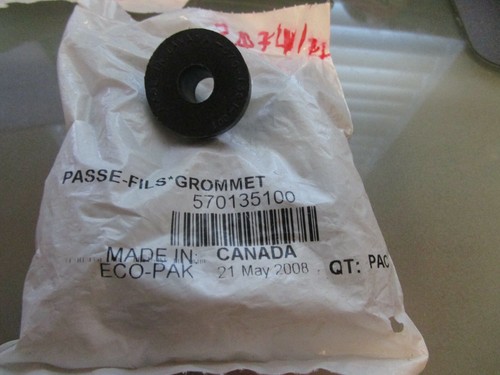 PASSE-FILS*GROMMET
570135100
MADE IN: CANADA
ECO-PAK 21 May 2008 QT: PAC